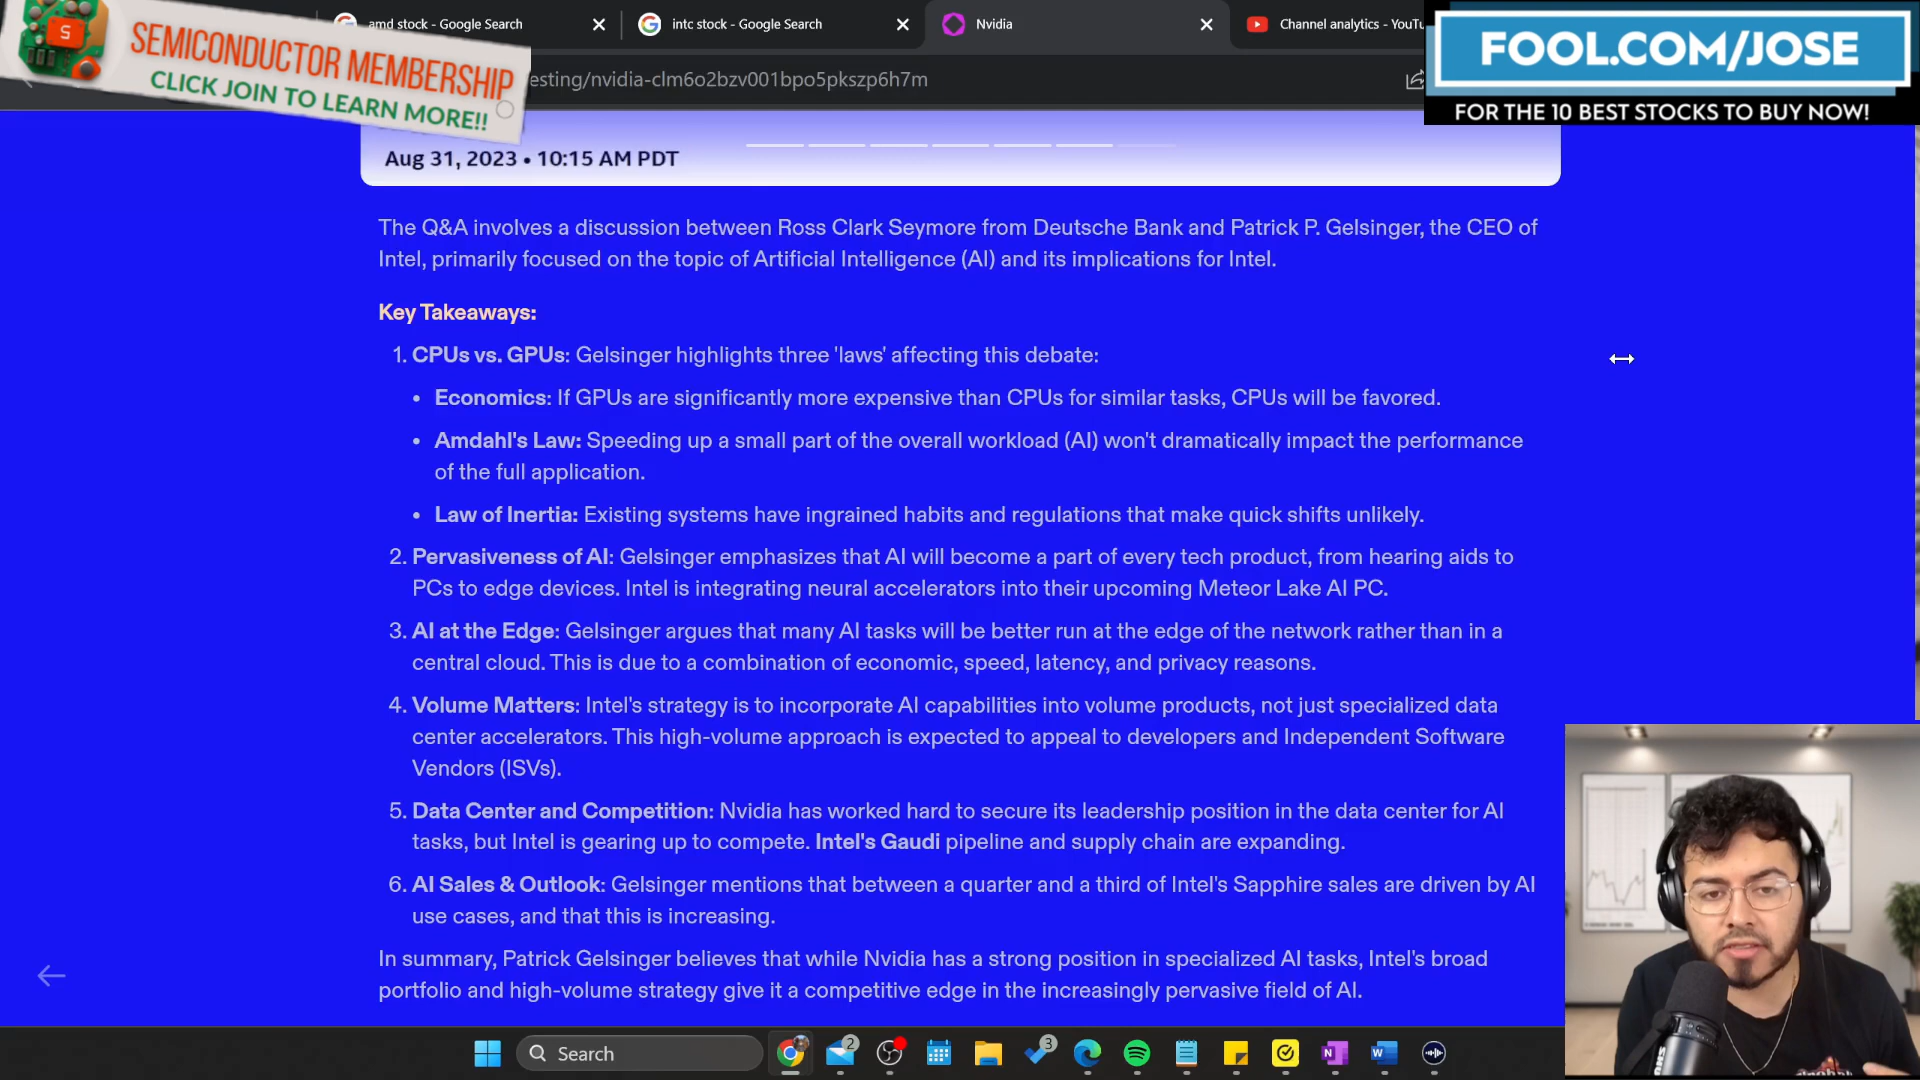 amd stock - Google Search
intc stock - Google Search
Nvidia
Channel analytics - YouTu
SEMICONDUCTOR MEMBERSHIP
CLICK JOIN TO LEARN MORE!!
esting/nvidia-clm6o2bzv001bpo5pkszp6h7m
FOOL.COM/JOSE
FOR THE 10 BEST STOCKS TO BUY NOW!
Aug 31, 2023 • 10:15 AM PDT
The Q&A involves a discussion between Ross Clark Seymore from Deutsche Bank and Patrick P. Gelsinger, the CEO of
Intel, primarily focused on the topic of Artificial Intelligence (AI) and its implications for Intel.
Key Takeaways:
1. CPUs vs. GPUs: Gelsinger highlights three 'laws' affecting this debate:
• Economics: If GPUs are significantly more expensive than CPUs for similar tasks, CPUs will be favored.
• Amdahl's Law: Speeding up a small part of the overall workload (AI) won't dramatically impact the performance
of the full application.
• Law of Inertia: Existing systems have ingrained habits and regulations that make quick shifts unlikely.
2. Pervasiveness of AI: Gelsinger emphasizes that AI will become a part of every tech product, from hearing aids to
PCs to edge devices. Intel is integrating neural accelerators into their upcoming Meteor Lake AI PC.
3. AI at the Edge: Gelsinger argues that many AI tasks will be better run at the edge of the network rather than in a
central cloud. This is due to a combination of economic, speed, latency, and privacy reasons.
4. Volume Matters: Intel's strategy is to incorporate AI capabilities into volume products, not just specialized data
center accelerators. This high-volume approach is expected to appeal to developers and Independent Software
Vendors (ISVs).
5. Data Center and Competition: Nvidia has worked hard to secure its leadership position in the data center for AI
tasks, but Intel is gearing up to compete. Intel's Gaudi pipeline and supply chain are expanding.
6. AI Sales & Outlook: Gelsinger mentions that between a quarter and a third of Intel's Sapphire sales are driven by AI
use cases, and that this is increasing.
In summary, Patrick Gelsinger believes that while Nvidia has a strong position in specialized AI tasks, Intel's broad
portfolio and high-volume strategy give it a competitive edge in the increasingly pervasive field of AI.
Search
2
3